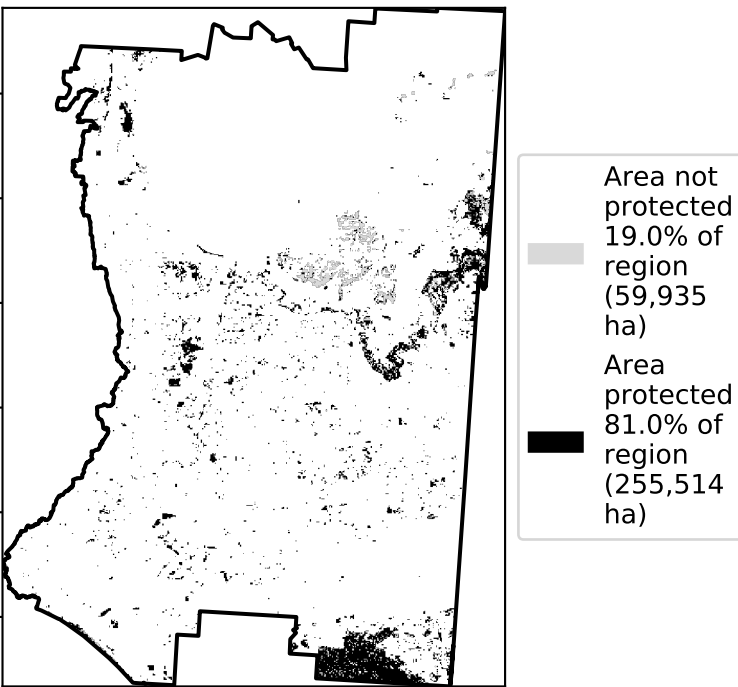 Area not
protected
19.0% of
region
(59,935
ha)
Area
protected
81.0% of
region
(255,514
ha)